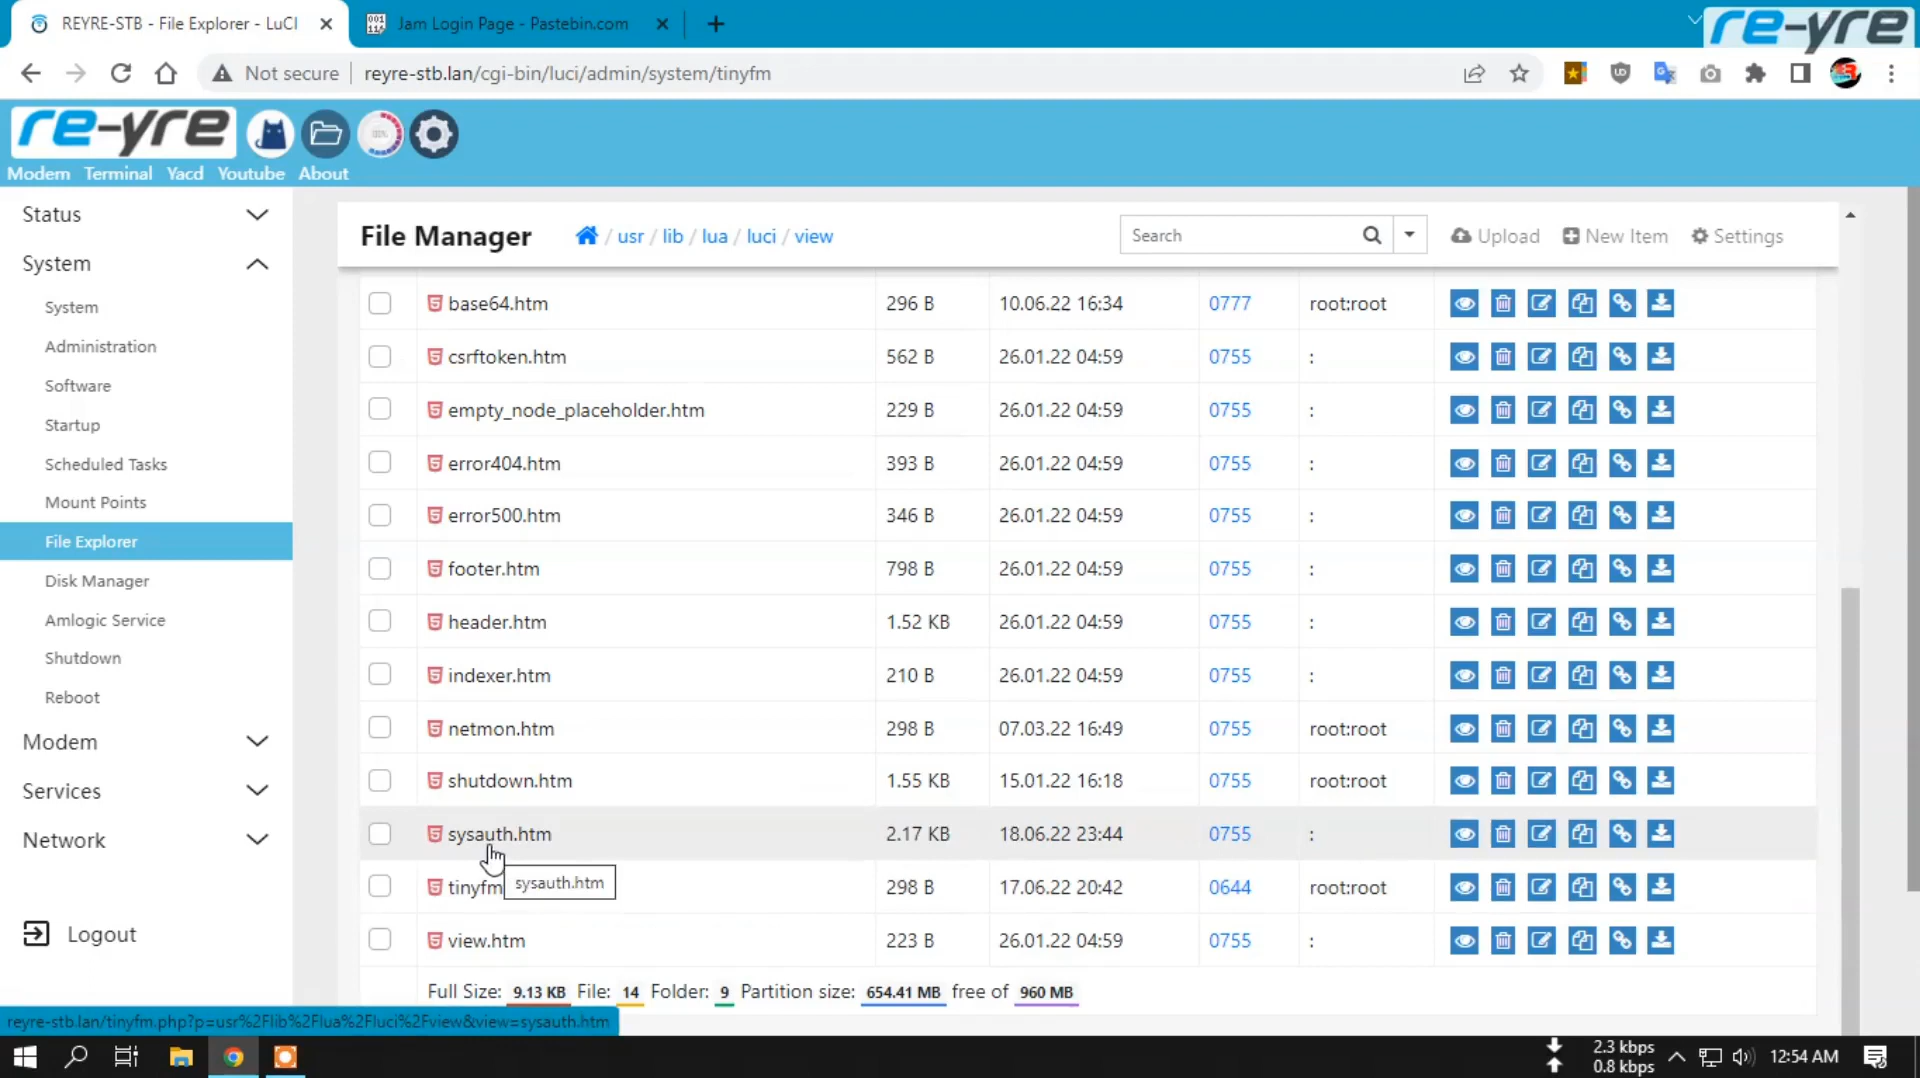 REYRE-STB - File Explorer - LuCI
Jam Login Page - Pastebin.com
re-yre
Not secure
reyre-stb.lan/cgi-bin/luci/admin/system/tinyfm
re-yre
Modem Terminal Yacd Youtube About
Status
System
System
Administration
Software
Startup
Scheduled Tasks
Mount Points
File Explorer
Disk Manager
Amlogic Service
Shutdown
Reboot
Modem
Services
Network
Logout
File Manager
/ usr / lib / lua / luci / view
Search
Upload
New Item
Settings
base64.htm 296 B 10.06.22 16:34 0777 root:root
csrftoken.htm 562 B 26.01.22 04:59 0755 :
empty_node_placeholder.htm 229 B 26.01.22 04:59 0755 :
error404.htm 393 B 26.01.22 04:59 0755 :
error500.htm 346 B 26.01.22 04:59 0755 :
footer.htm 798 B 26.01.22 04:59 0755 :
header.htm 1.52 KB 26.01.22 04:59 0755 :
indexer.htm 210 B 26.01.22 04:59 0755 :
netmon.htm 298 B 07.03.22 16:49 0755 root:root
shutdown.htm 1.55 KB 15.01.22 16:18 0755 root:root
sysauth.htm 2.17 KB 18.06.22 23:44 0755 :
tinyfm 298 B 17.06.22 20:42 0644 root:root
sysauth.htm
view.htm 223 B 26.01.22 04:59 0755 :
Full Size: 9.13 KB File: 14 Folder: 9 Partition size: 654.41 MB free of 960 MB
reyre-stb.lan/tinyfm.php?p=usr%2Flib%2Flua%2Fluci%2Fview&view=sysauth.htm
2.3 kbps
0.8 kbps
12:54 AM